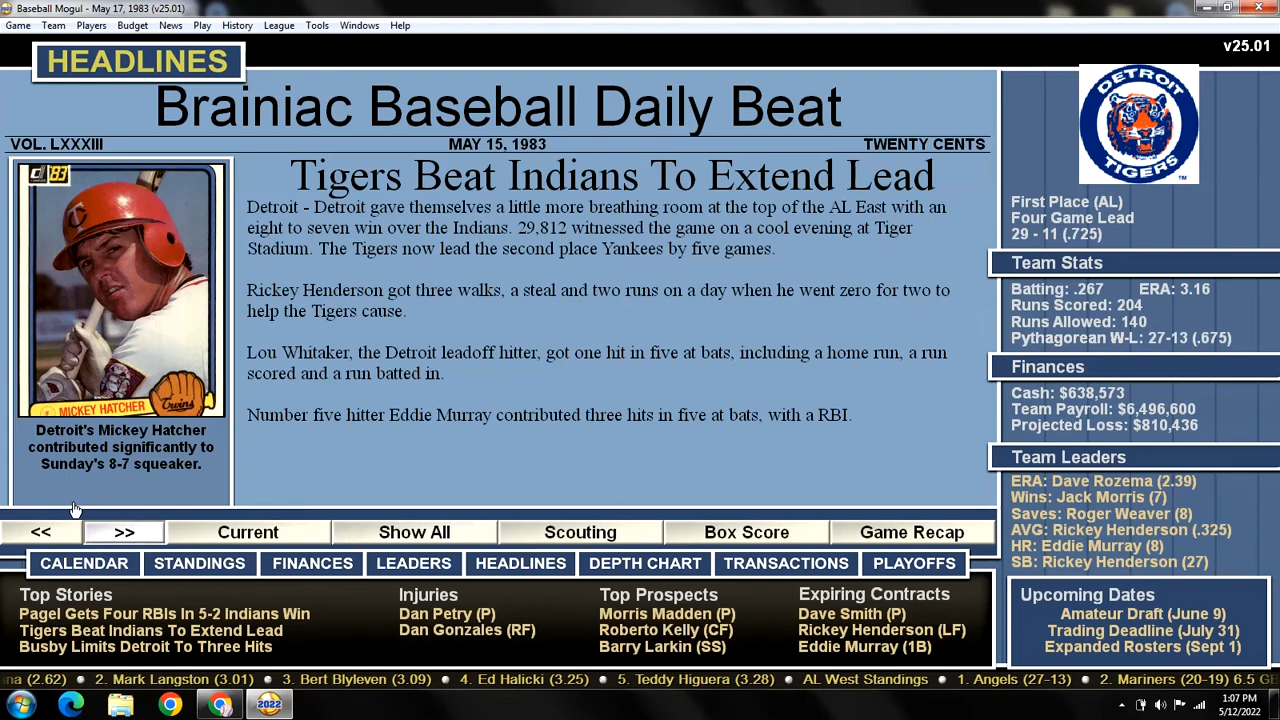 Baseball Mogul - May 17, 1983 (v25.01)
Game Team Players Budget News Play History League Tools Windows Help
HEADLINES
v25.01
Brainiac Baseball Daily Beat
VOL. LXXXIII MAY 15, 1983 TWENTY CENTS
83
MICKEY HATCHER
Twins
Detroit's Mickey Hatcher
contributed significantly to
Sunday's 8-7 squeaker.
Tigers Beat Indians To Extend Lead
Detroit - Detroit gave themselves a little more breathing room at the top of the AL East with an
eight to seven win over the Indians. 29,812 witnessed the game on a cool evening at Tiger
Stadium. The Tigers now lead the second place Yankees by five games.
Rickey Henderson got three walks, a steal and two runs on a day when he went zero for two to
help the Tigers cause.
Lou Whitaker, the Detroit leadoff hitter, got one hit in five at bats, including a home run, a run
scored and a run batted in.
Number five hitter Eddie Murray contributed three hits in five at bats, with a RBI.
DETROIT
TIGERS
TM
First Place (AL)
Four Game Lead
29 - 11 (.725)
Team Stats
Batting: .267 ERA: 3.16
Runs Scored: 204
Runs Allowed: 140
Pythagorean W-L: 27-13 (.675)
Finances
Cash: $638,573
Team Payroll: $6,496,600
Projected Loss: $810,436
Team Leaders
ERA: Dave Rozema (2.39)
Wins: Jack Morris (7)
Saves: Roger Weaver (8)
AVG: Rickey Henderson (.325)
HR: Eddie Murray (8)
SB: Rickey Henderson (27)
<< >> Current Show All Scouting Box Score Game Recap
CALENDAR STANDINGS FINANCES LEADERS HEADLINES DEPTH CHART TRANSACTIONS PLAYOFFS
Top Stories
Pagel Gets Four RBIs In 5-2 Indians Win
Tigers Beat Indians To Extend Lead
Busby Limits Detroit To Three Hits
Injuries
Dan Petry (P)
Dan Gonzales (RF)
Top Prospects
Morris Madden (P)
Roberto Kelly (CF)
Barry Larkin (SS)
Expiring Contracts
Dave Smith (P)
Rickey Henderson (LF)
Eddie Murray (1B)
Upcoming Dates
Amateur Draft (June 9)
Trading Deadline (July 31)
Expanded Rosters (Sept 1)
na (2.62) 2. Mark Langston (3.01) 3. Bert Blyleven (3.09) 4. Ed Halicki (3.25) 5. Teddy Higuera (3.28) AL West Standings 1. Angels (27-13) 2. Mariners (20-19) 6.5 GB
2022
1:07 PM
5/12/2022